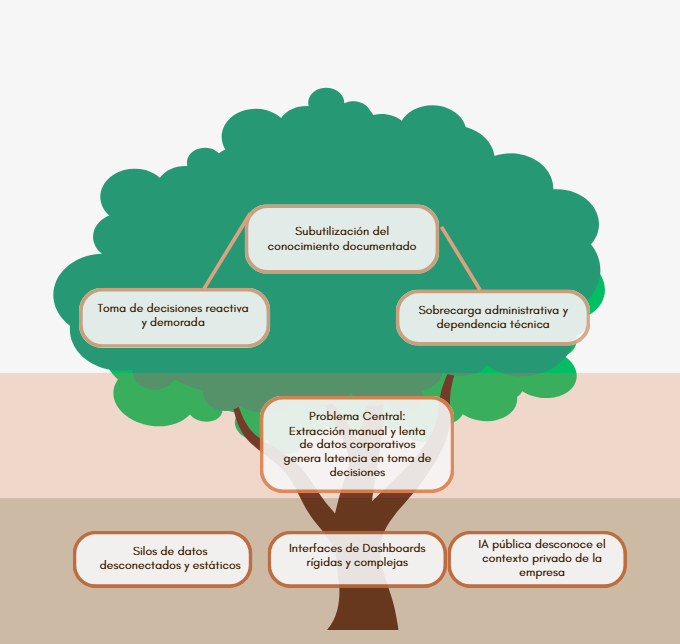 Subutilización del
conocimiento documentado
Toma de decisiones reactiva
y demorada
Sobrecarga administrativa y
dependencia técnica
Problema Central:
Extracción manual y lenta
de datos corporativos
genera latencia en toma de
decisiones
Silos de datos
desconectados y estáticos
Interfaces de Dashboards
rígidas y complejas
IA pública desconoce el
contexto privado de la
empresa